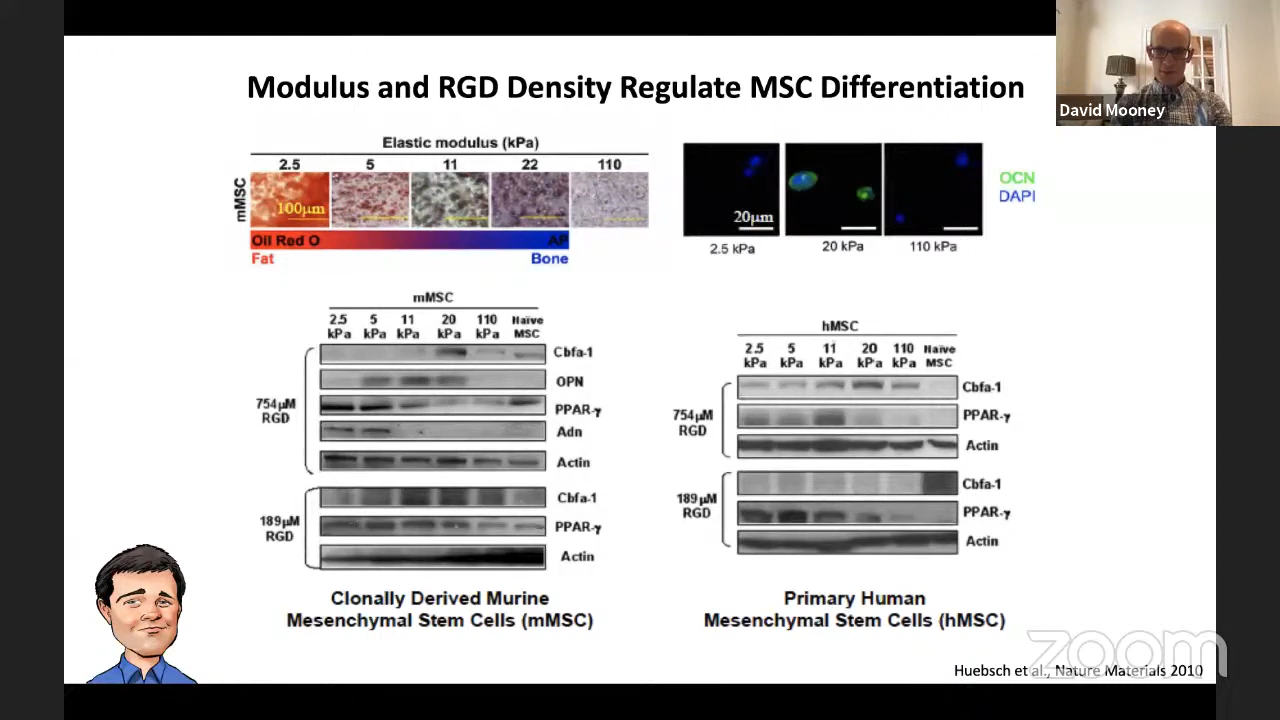 Modulus and RGD Density Regulate MSC Differentiation
David Mooney
Elastic modulus (kPa)
2.5 5 11 22 110
mMSC
100μm
Oil Red O AP
Fat Bone
20μm
OCN
DAPI
2.5 kPa 20 kPa 110 kPa
mMSC
2.5 5 11 20 110 Naïve
kPa kPa kPa kPa kPa MSC
754μM
RGD
Cbfa-1
OPN
PPAR-γ
Adn
Actin
189μM
RGD
Cbfa-1
PPAR-γ
Actin
Clonally Derived Murine
Mesenchymal Stem Cells (mMSC)
hMSC
2.5 5 11 20 110 Naïve
kPa kPa kPa kPa kPa MSC
754μM
RGD
Cbfa-1
PPAR-γ
Actin
189μM
RGD
Cbfa-1
PPAR-γ
Actin
Primary Human
Mesenchymal Stem Cells (hMSC)
zoom
Huebsch et al., Nature Materials 2010